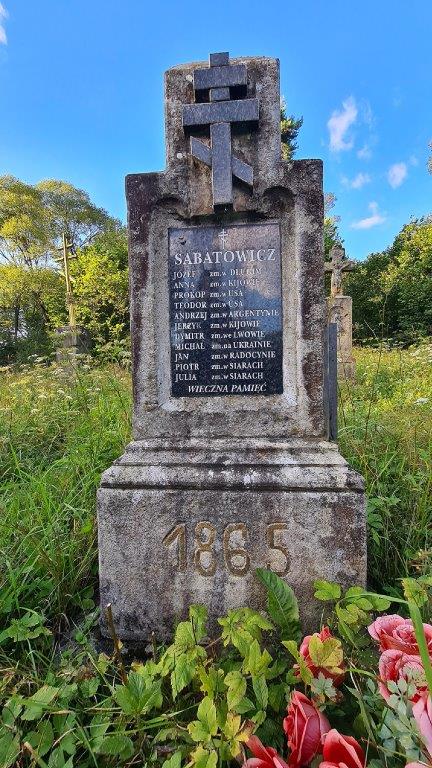 SABATOWICZ
JÓZEF zm.w DŁUGIM
ANNA zm.w KIJOWIE
PROKOP zm.w USA
TEODOR zm.w USA
ANDRZEJ zm.w ARGENTYNIE
JERZYK zm.w KIJOWIE
DYMITR zm.we LWOWIE
MICHAŁ zm.na UKRAINIE
JAN zm.w RADOCYNIE
PIOTR zm.w SIARACH
JULIA zm.w SIARACH
WIECZNA PAMIĘĆ
1865